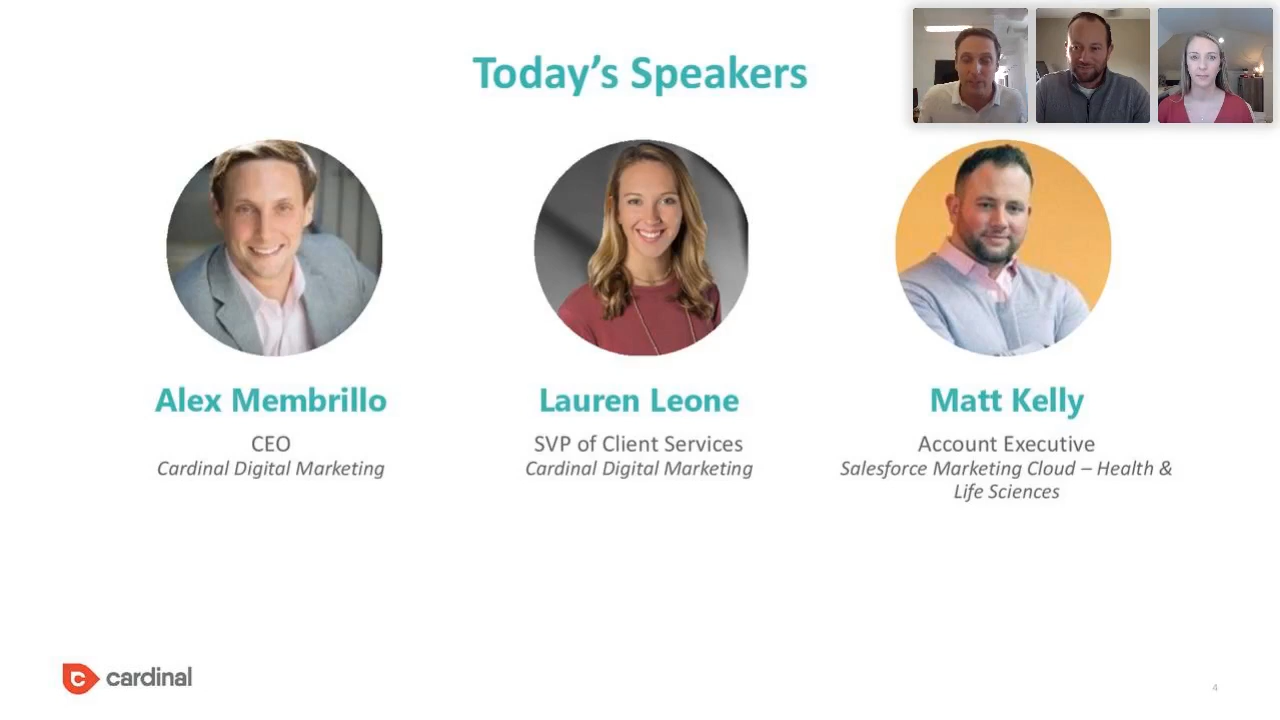 Today’s Speakers
Alex Membrillo
CEO
Cardinal Digital Marketing
Lauren Leone
SVP of Client Services
Cardinal Digital Marketing
Matt Kelly
Account Executive
Salesforce Marketing Cloud – Health &
Life Sciences
cardinal
4